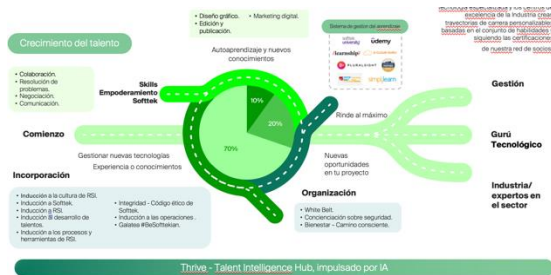 excelencia de la Industria crean
trayectorias de carrera personalizables
basadas en el conjunto de habilidades
siguiendo las certificaciones
de nuestra red de socios
Crecimiento del talento
• Diseño gráfico.
• Edición y
publicación.
• Marketing digital.
Sistema de gestión del aprendizaje
university
udemy
PLURALSIGHT
simplilearn
Autoaprendizaje y nuevos
conocimientos
• Colaboración.
• Resolución de
problemas.
• Negociación.
• Comunicación.
Skills
Empoderamiento
Softtek
10%
20%
70%
Rinde al máximo
Gestión
Comienzo
Gestionar nuevas tecnologías
Experiencia o conocimientos
Nuevas
oportunidades
en tu proyecto
Gurú
Tecnológico
Industria/
expertos en
el sector
Incorporación
• Inducción a la cultura de RSI.
• Inducción a Softtek.
• Inducción a RSI.
• Inducción al desarrollo de
talentos.
• Inducción a los procesos y
herramientas de RSI.
• Integridad - Código ético de
Softtek.
• Inducción a las operaciones .
• Galatea #BeSofttekian.
Organización
• White Belt.
• Concienciación sobre seguridad.
• Bienestar - Camino consciente.
Thrive - Talent Intelligence Hub, impulsado por IA